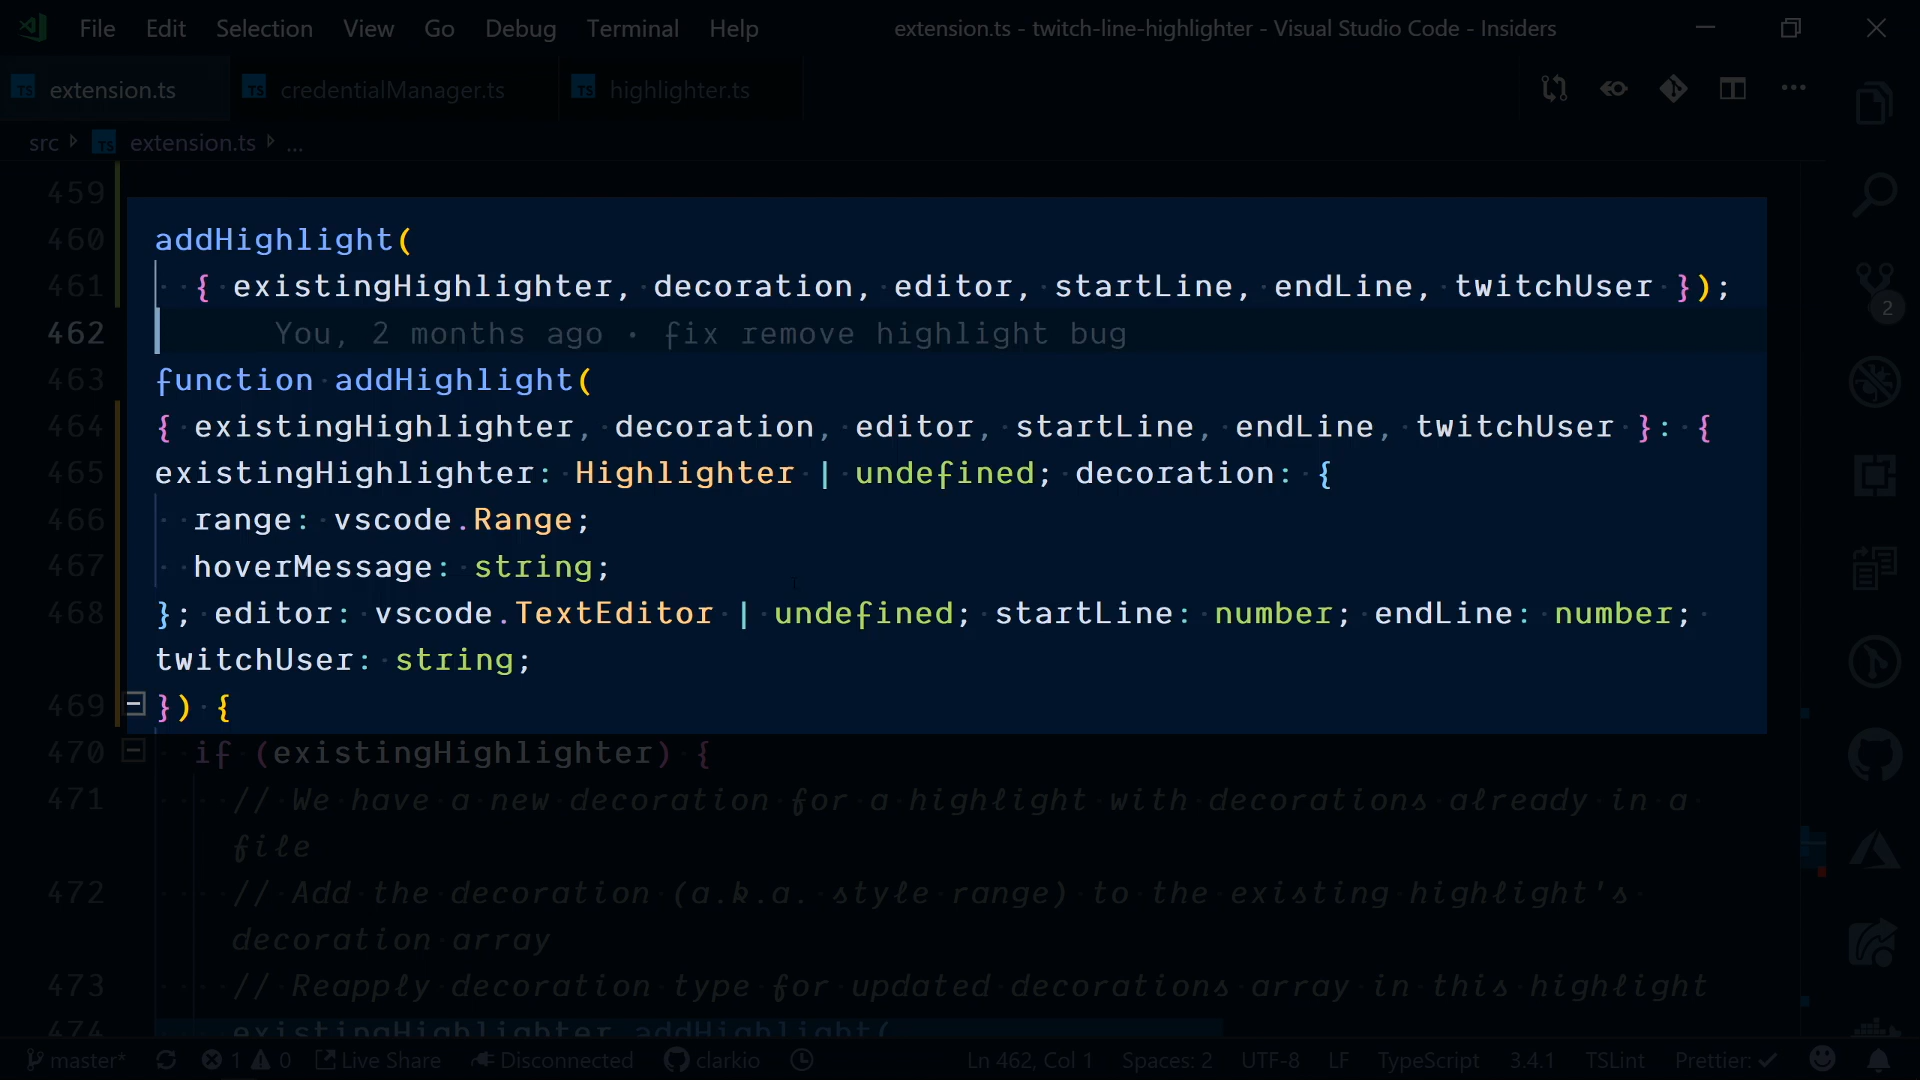 File Edit Selection View Go Debug Terminal Help extension.ts - twitch-line-highlighter - Visual Studio Code - Insiders
TS extension.ts TS credentialManager.ts TS highlighter.ts
src TS extension.ts ...
459
460 addHighlight(
461 { existingHighlighter, decoration, editor, startLine, endLine, twitchUser });
462 You, 2 months ago • fix remove highlight bug
463 function addHighlight(
464 { existingHighlighter, decoration, editor, startLine, endLine, twitchUser }: {
465 existingHighlighter: Highlighter | undefined; decoration: {
466 range: vscode.Range;
467 hoverMessage: string;
468 }; editor: vscode.TextEditor | undefined; startLine: number; endLine: number;
twitchUser: string;
469 }) {
470 if (existingHighlighter) {
471 // We have a new decoration for a highlight with decorations already in a
file
472 // Add the decoration (a.k.a. style range) to the existing highlight's
decoration array
473 // Reapply decoration type for updated decorations array in this highlight
474 existingHighlighter.addHighlight(
2
master* 1 0 Live Share Disconnected clarkio Ln 462, Col 1 Spaces: 2 UTF-8 LF TypeScript 3.4.1 TSLint Prettier: ✓